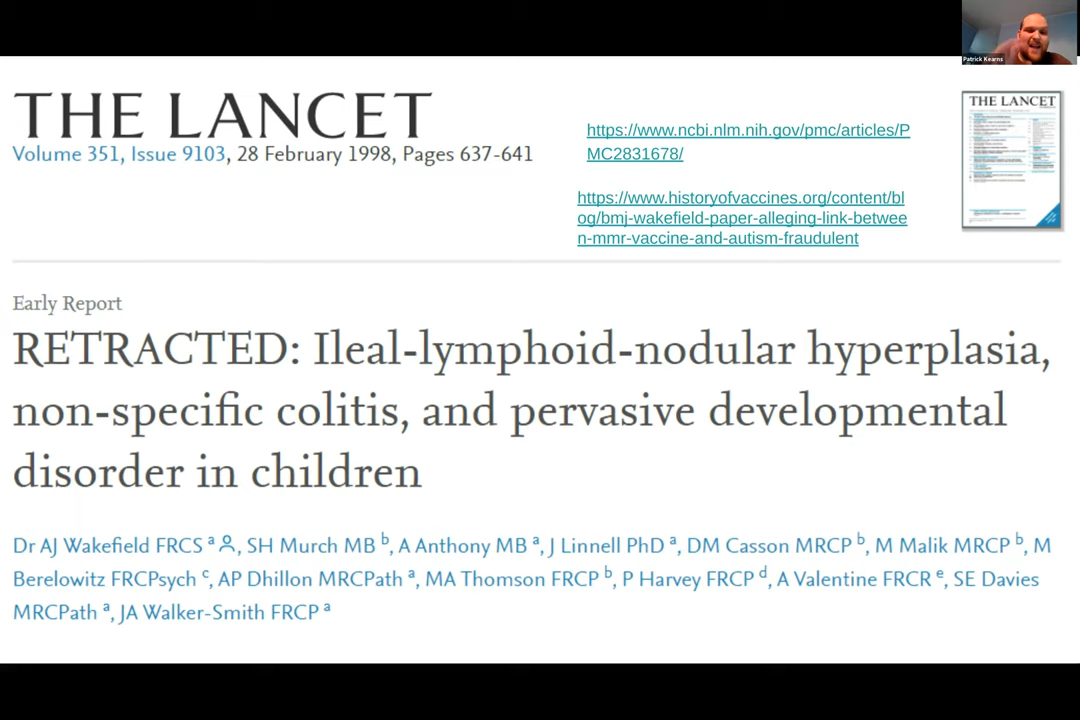 Patrick Kearns
THE LANCET
Volume 351, Issue 9103, 28 February 1998, Pages 637-641
https://www.ncbi.nlm.nih.gov/pmc/articles/P
MC2831678/
https://www.historyofvaccines.org/content/bl
og/bmj-wakefield-paper-alleging-link-betwee
n-mmr-vaccine-and-autism-fraudulent
THE LANCET
Early Report
RETRACTED: Ileal-lymphoid-nodular hyperplasia,
non-specific colitis, and pervasive developmental
disorder in children
Dr AJ Wakefield FRCS a, SH Murch MB b, A Anthony MB a, J Linnell PhD a, DM Casson MRCP b, M Malik MRCP b, M
Berelowitz FRCPsych c, AP Dhillon MRCPath a, MA Thomson FRCP b, P Harvey FRCP d, A Valentine FRCR e, SE Davies
MRCPath a, JA Walker-Smith FRCP a